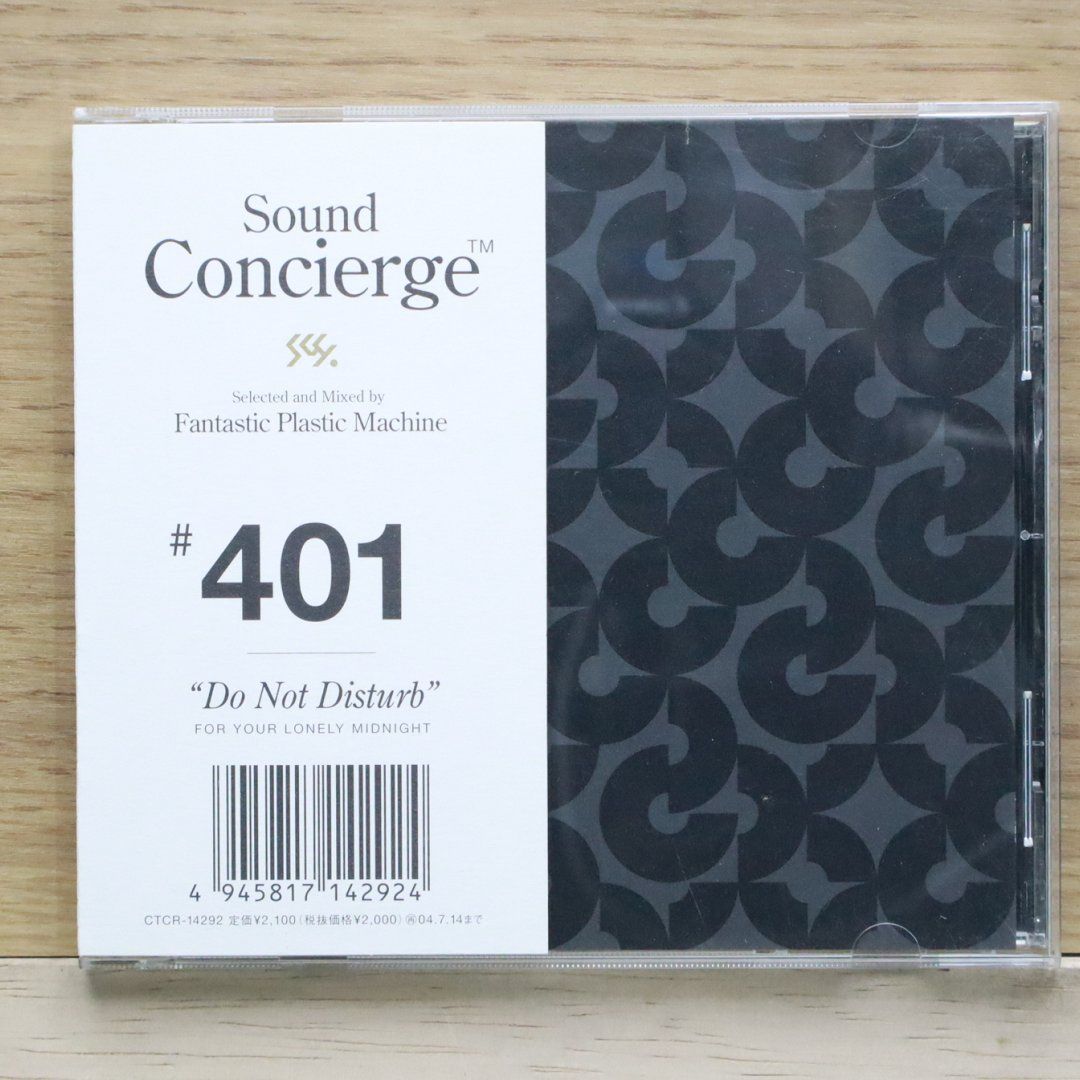 Sound
Concierge™
Selected and Mixed by
Fantastic Plastic Machine
#401
“Do Not Disturb”
FOR YOUR LONELY MIDNIGHT
4 945817 142924
CTCR-14292 定価¥2,100(税抜価格¥2,000) ㋘04.7.14まで